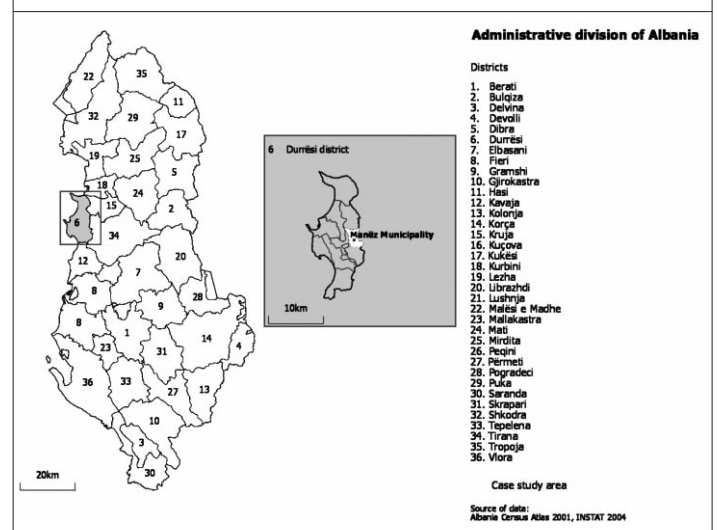 Administrative division of Albania
Districts
1. Berati
2. Bulqiza
3. Delvina
4. Devolli
5. Dibra
6. Durrësi
7. Elbasani
8. Fieri
9. Gramshi
10. Gjirokastra
11. Hasi
12. Kavaja
13. Kolonja
14. Korça
15. Kruja
16. Kuçova
17. Kukësi
18. Kurbini
19. Lezha
20. Librazhdi
21. Lushnja
22. Malësi e Madhe
23. Mallakastra
24. Mati
25. Mirdita
26. Peqini
27. Përmeti
28. Pogradeci
29. Puka
30. Saranda
31. Skrapari
32. Shkodra
33. Tepelena
34. Tirana
35. Tropoja
36. Vlora
Case study area
Source of data:
Albania Census Atlas 2001, INSTAT 2004
6 Durrësi district
Manëz Municipality
10km
22
35
11
32
29
17
19
25
5
18
24
15
2
6
34
20
12
7
8
28
9
8
1
14
23
31
4
36
33
27
13
10
3
30
20km